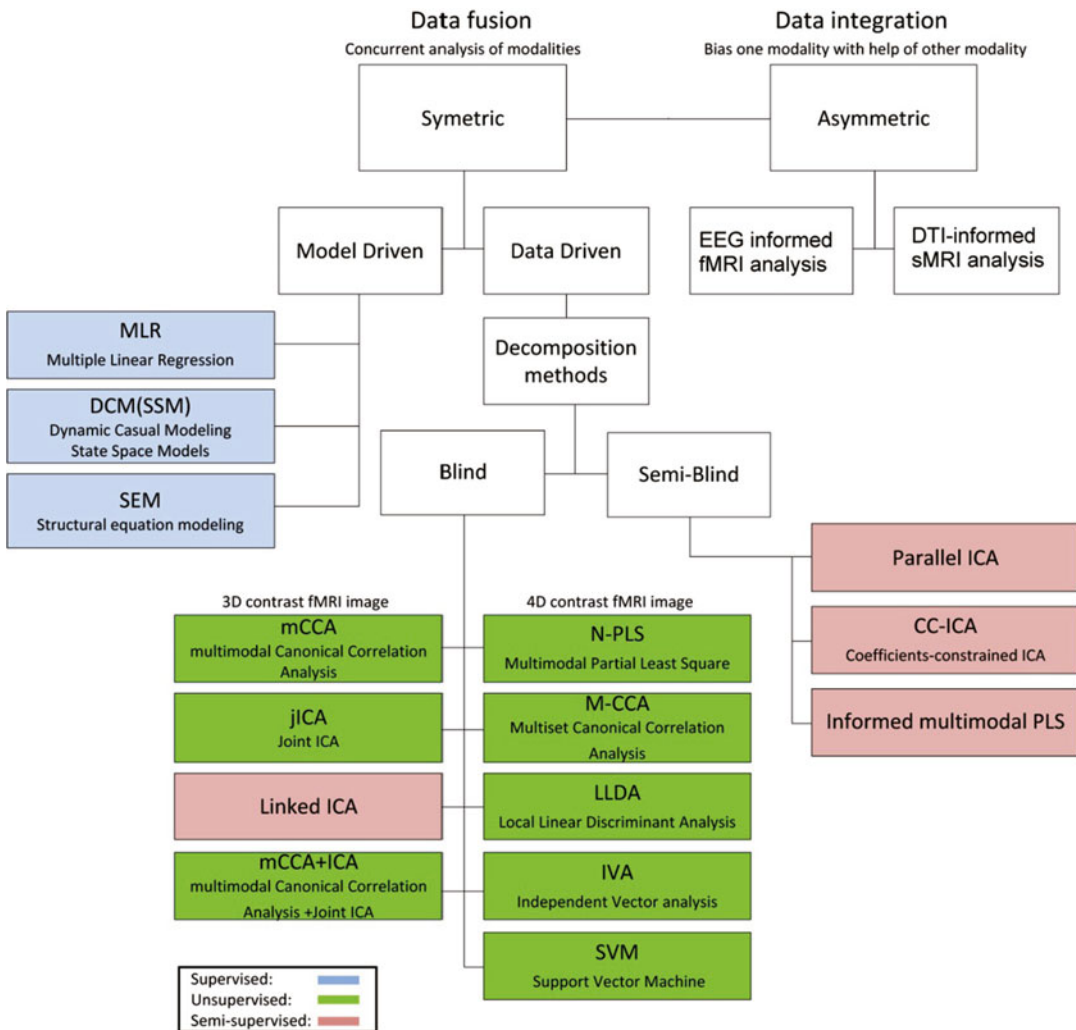 Data fusion
Concurrent analysis of modalities
Data integration
Bias one modality with help of other modality
Symetric
Asymmetric
Model Driven
Data Driven
EEG informed
fMRI analysis
DTI-informed
sMRI analysis
MLR
Multiple Linear Regression
DCM(SSM)
Dynamic Casual Modeling
State Space Models
SEM
Structural equation modeling
Decomposition
methods
Blind
Semi-Blind
Parallel ICA
CC-ICA
Coefficients-constrained ICA
Informed multimodal PLS
3D contrast fMRI image
mCCA
multimodal Canonical Correlation
Analysis
jICA
Joint ICA
Linked ICA
mCCA+ICA
multimodal Canonical Correlation
Analysis +Joint ICA
4D contrast fMRI image
N-PLS
Multimodal Partial Least Square
M-CCA
Multiset Canonical Correlation
Analysis
LLDA
Local Linear Discriminant Analysis
IVA
Independent Vector analysis
SVM
Support Vector Machine
Supervised:
Unsupervised:
Semi-supervised: